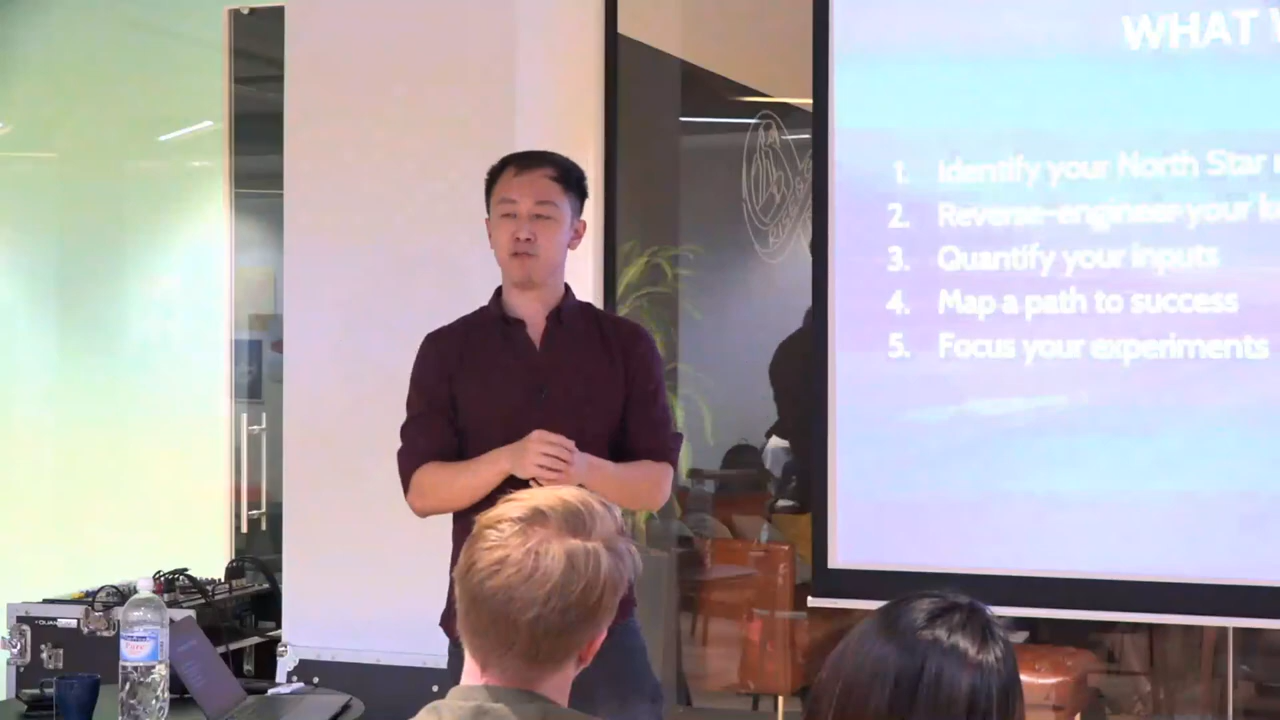 WHAT
1. Identify your North Star
2. Reverse-engineer your
3. Quantify your inputs
4. Map a path to success
5. Focus your experiments
Pure